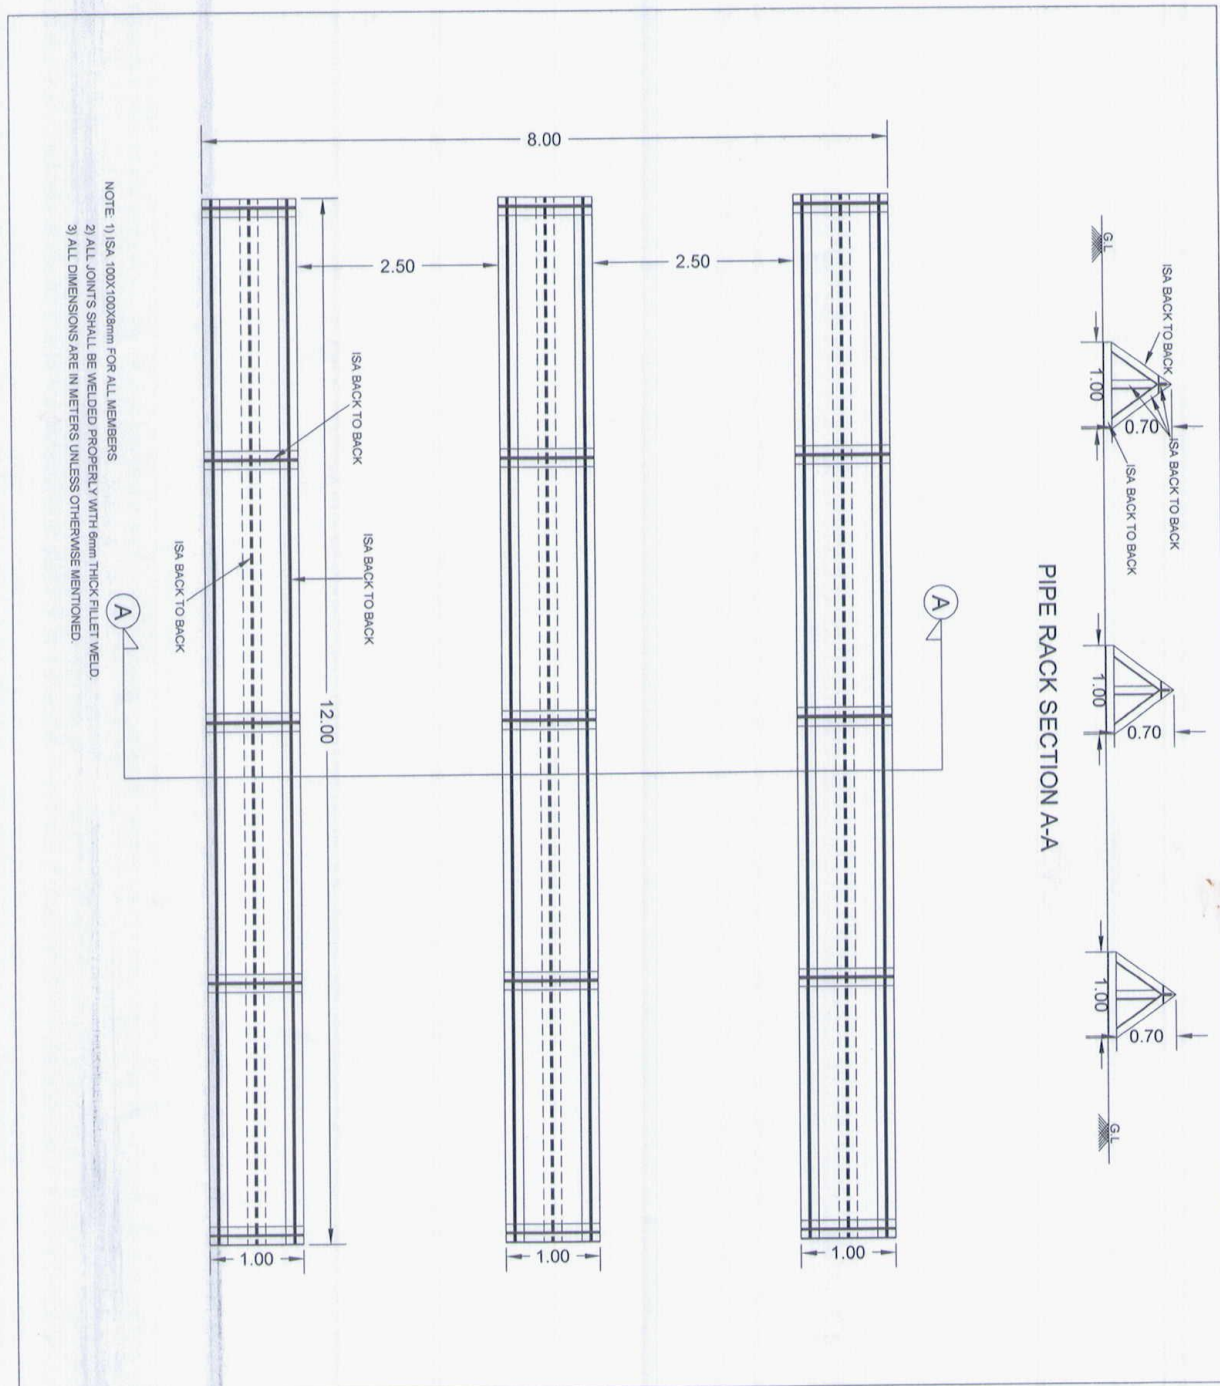 8.00
2.50
2.50
12.00
1.00
1.00
1.00
ISA BACK TO BACK
ISA BACK TO BACK
ISA BACK TO BACK
A
A
G.L
ISA BACK TO BACK
ISA BACK TO BACK
ISA BACK TO BACK
1.00
0.70
1.00
0.70
1.00
0.70
G.L
PIPE RACK SECTION A-A
NOTE: 1) ISA 100X100X8mm FOR ALL MEMBERS
2) ALL JOINTS SHALL BE WELDED PROPERLY WITH 6mm THICK FILLET WELD.
3) ALL DIMENSIONS ARE IN METERS UNLESS OTHERWISE MENTIONED.